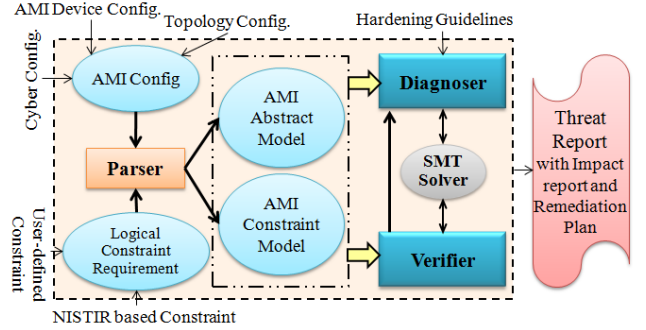 AMI Device Config.
Topology Config.
Hardening Guidelines
Cyber Config.
AMI Config
AMI
Abstract
Model
Diagnoser
Parser
SMT
Solver
Threat
Report
with Impact
report and
Remediation
Plan
User-defined
Constraint
Logical
Constraint
Requirement
AMI
Constraint
Model
Verifier
NISTIR based Constraint